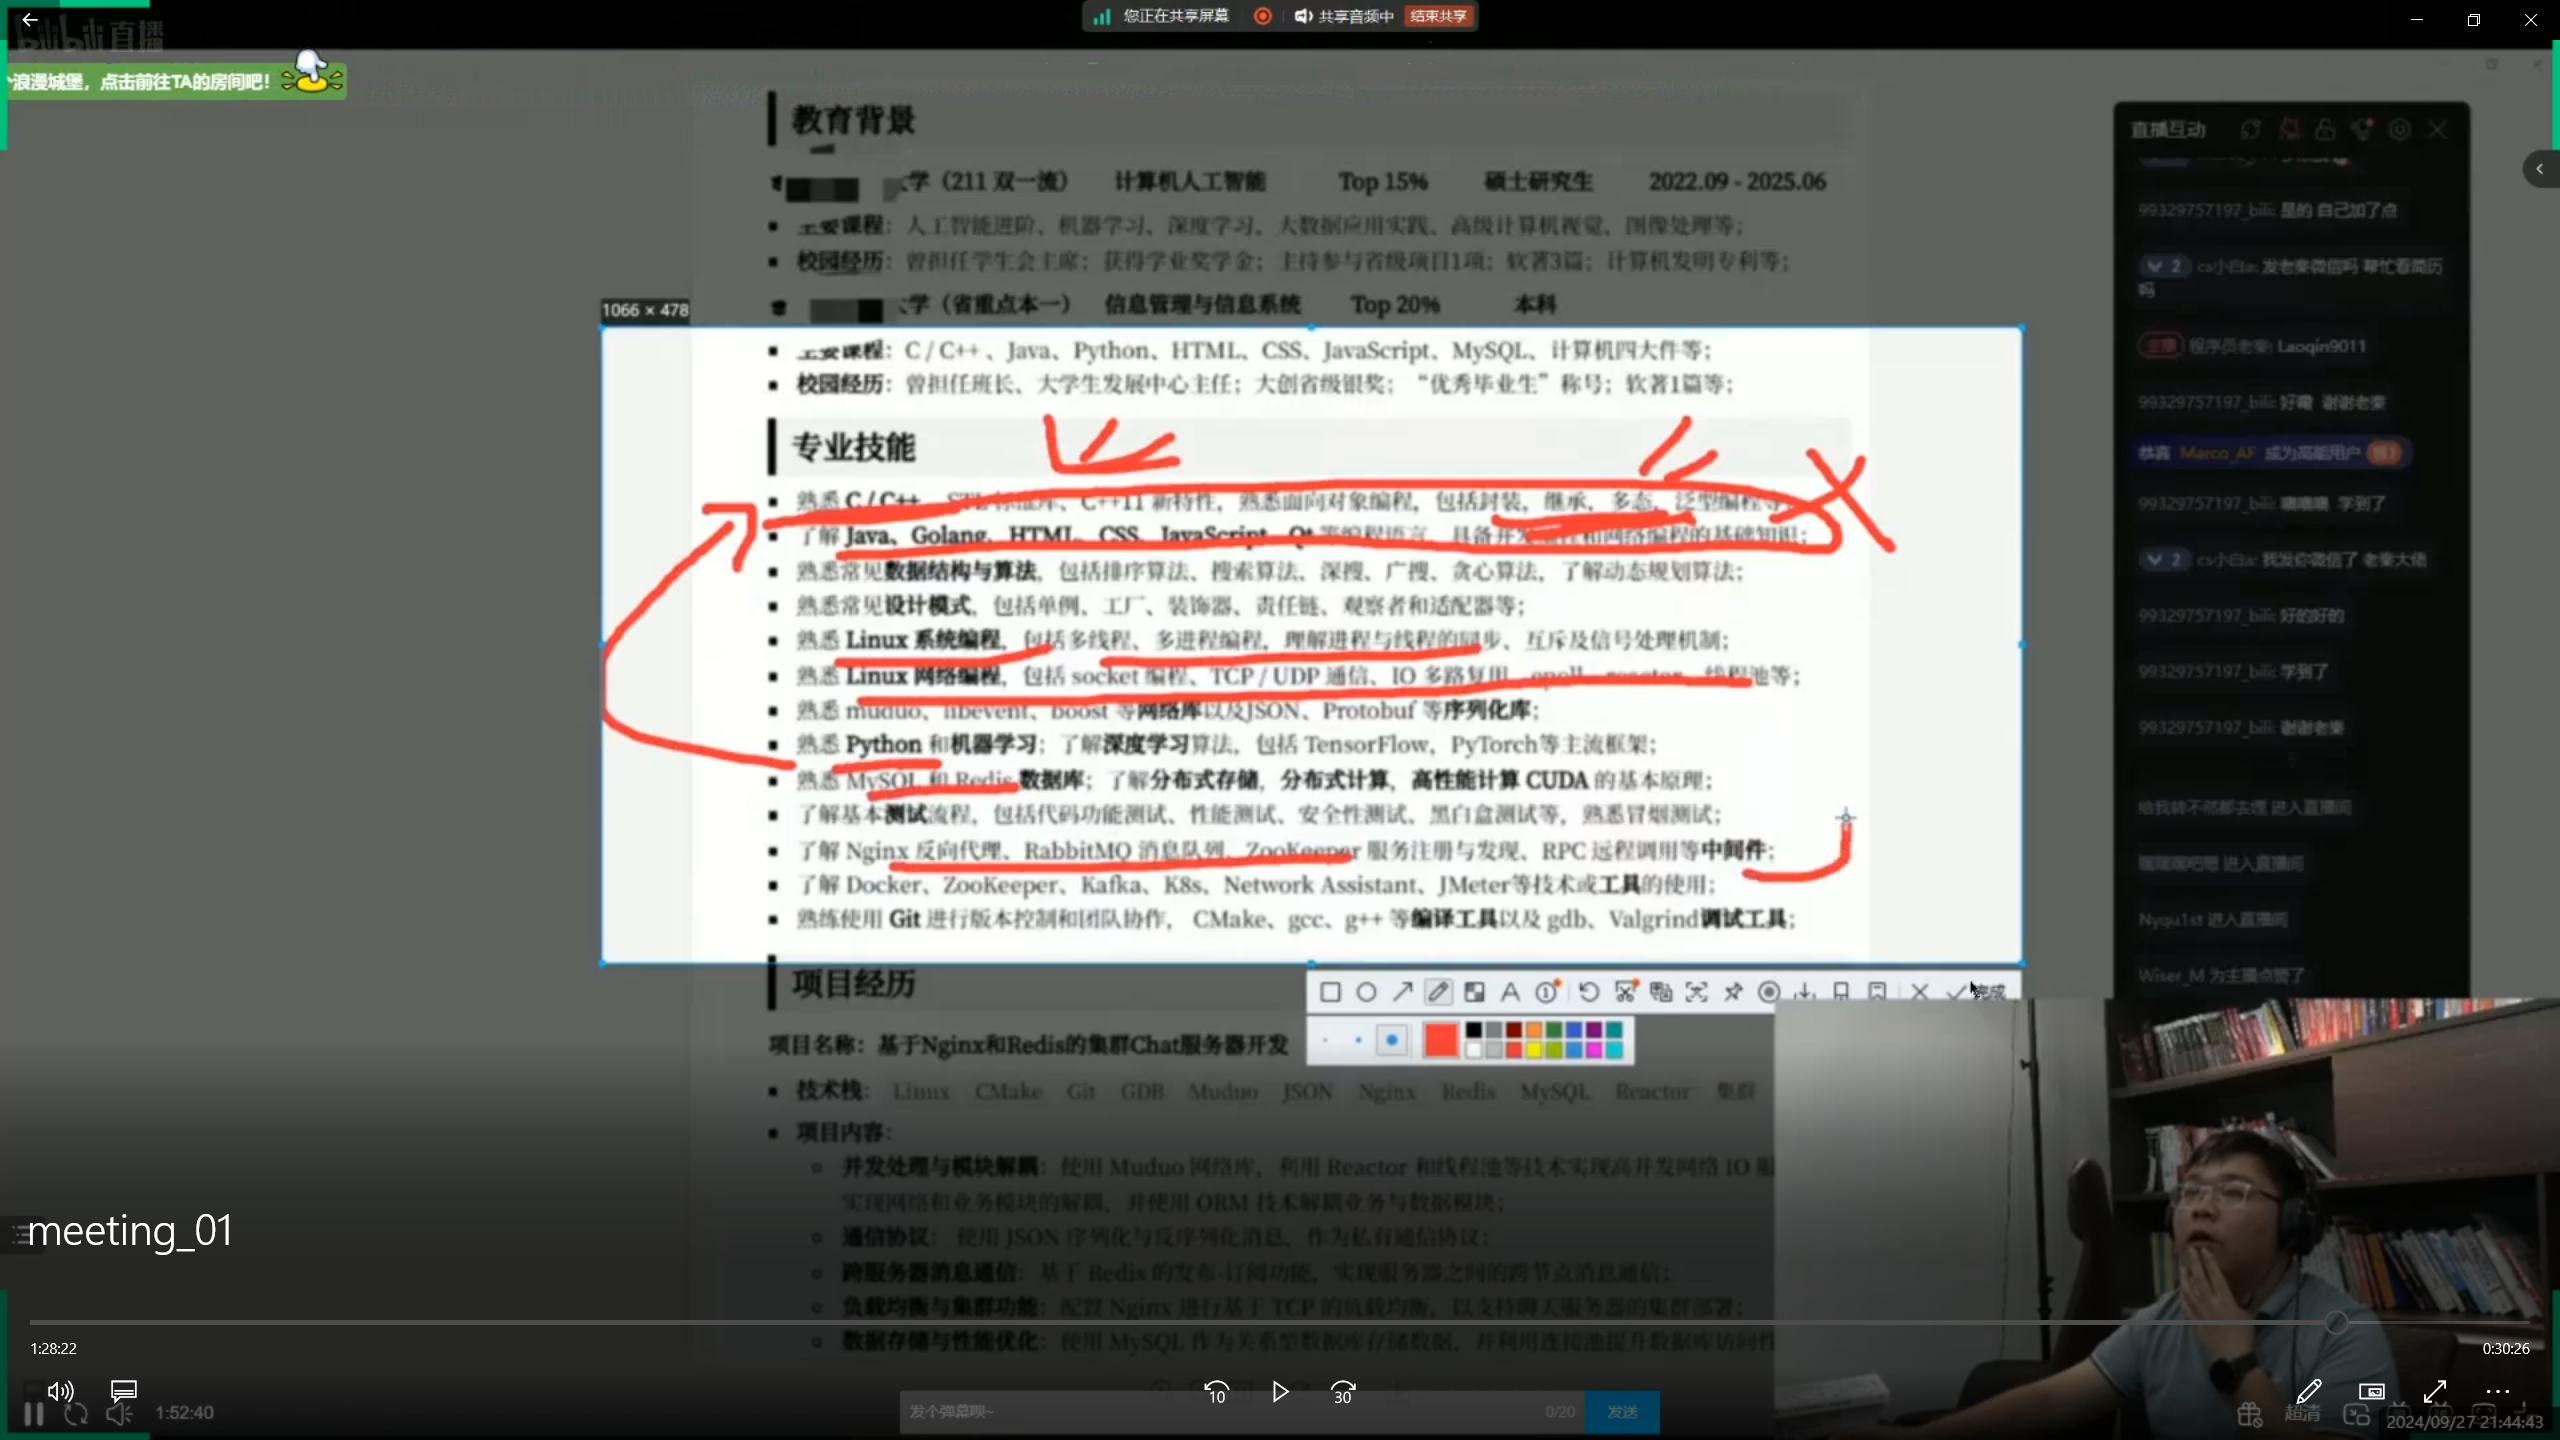 您正在共享屏幕 共享音频中 结束共享
bilibili 直播
浪漫城堡，点击前往TA的房间吧！
教育背景
学（211 双一流） 计算机人工智能 Top 15% 硕士研究生 2022.09 - 2025.06
主要课程：人工智能进阶、机器学习、深度学习、大数据应用实践、高级计算机视觉、图像处理等；
校园经历：曾担任学生会主席；获得学业奖学金；主持参与省级项目1项；软著3篇；计算机发明专利等；
学（省重点本一） 信息管理与信息系统 Top 20% 本科
1066 × 478
主要课程：C / C++ 、Java、Python、HTML、CSS、JavaScript、MySQL、计算机四大件等；
校园经历：曾担任班长、大学生发展中心主任；大创省级银奖；“优秀毕业生”称号；软著1篇等；
专业技能
熟悉 C / C++ 、STL 标准库、C++11 新特性，熟悉面向对象编程，包括封装，继承，多态，泛型编程等
了解 Java、Golang、HTML、CSS、JavaScript、Qt 等编程语言，具备并发 和网络编程的基础知识；
熟悉常见数据结构与算法，包括排序算法、搜索算法、深搜、广搜、贪心算法，了解动态规划算法；
熟悉常见设计模式，包括单例、工厂、装饰器、责任链、观察者和适配器等；
熟悉 Linux 系统编程，包括多线程、多进程编程，理解进程与线程的同步、互斥及信号处理机制；
熟悉 Linux 网络编程，包括 socket 编程、TCP / UDP 通信、IO 多路复用、epoll、reactor、线程池等；
熟悉 muduo、libevent、boost 等网络库以及JSON、Protobuf 等序列化库；
熟悉 Python 和机器学习；了解深度学习算法，包括 TensorFlow，PyTorch等主流框架；
熟悉 MySQL 和 Redis 数据库；了解分布式存储，分布式计算，高性能计算 CUDA 的基本原理；
了解基本测试流程，包括代码功能测试、性能测试、安全性测试、黑白盒测试等，熟悉冒烟测试；
了解 Nginx 反向代理、RabbitMQ 消息队列、ZooKeeper 服务注册与发现、RPC 远程调用等中间件；
了解 Docker、ZooKeeper、Kafka、K8s、Network Assistant、JMeter等技术或工具的使用；
熟练使用 Git 进行版本控制和团队协作， CMake、gcc、g++ 等编译工具以及 gdb、Valgrind调试工具；
完成
项目经历
项目名称：基于Nginx和Redis的集群Chat服务器开发
技术栈： Linux CMake Git GDB Muduo JSON Nginx Redis MySQL Reactor 集群
项目内容：
并发处理与模块解耦：使用 Muduo 网络库，利用 Reactor 和线程池等技术实现高并发网络 IO 服
实现网络和业务模块的解耦，并使用 ORM 技术解耦业务与数据模块；
通信协议： 使用 JSON 序列化与反序列化消息，作为私有通信协议；
跨服务器消息通信：基于 Redis 的发布-订阅功能，实现服务器之间的跨节点消息通信；
负载均衡与集群功能：配置 Nginx 进行基于 TCP 的负载均衡，以支持聊天服务器的集群部署；
数据存储与性能优化：使用 MySQL 作为关系型数据库存储数据，并利用连接池提升数据库访问性
直播互动
99329757197_bili: 是的 自己加了点
2 cs小白a: 发老秦微信吗 帮忙看简历吗
主播 程序员老秦: Laoqin9011
99329757197_bili: 好嘞 谢谢老秦
恭喜 Marco_AF 成为高能用户
99329757197_bili: 嘿嘿嘿 学到了
2 cs小白a: 我发你微信了 老秦大佬
99329757197_bili: 好的好的
99329757197_bili: 学到了
99329757197_bili: 谢谢老秦
进入直播间
进入直播间
Nyqu1st 进入直播间
Wiser_M 为主播点赞了
meeting_01
1:28:22
0:30:26
10
30
1:52:40
发个弹幕呗~
0/20
发送
超清
2024/09/27 21:44:43